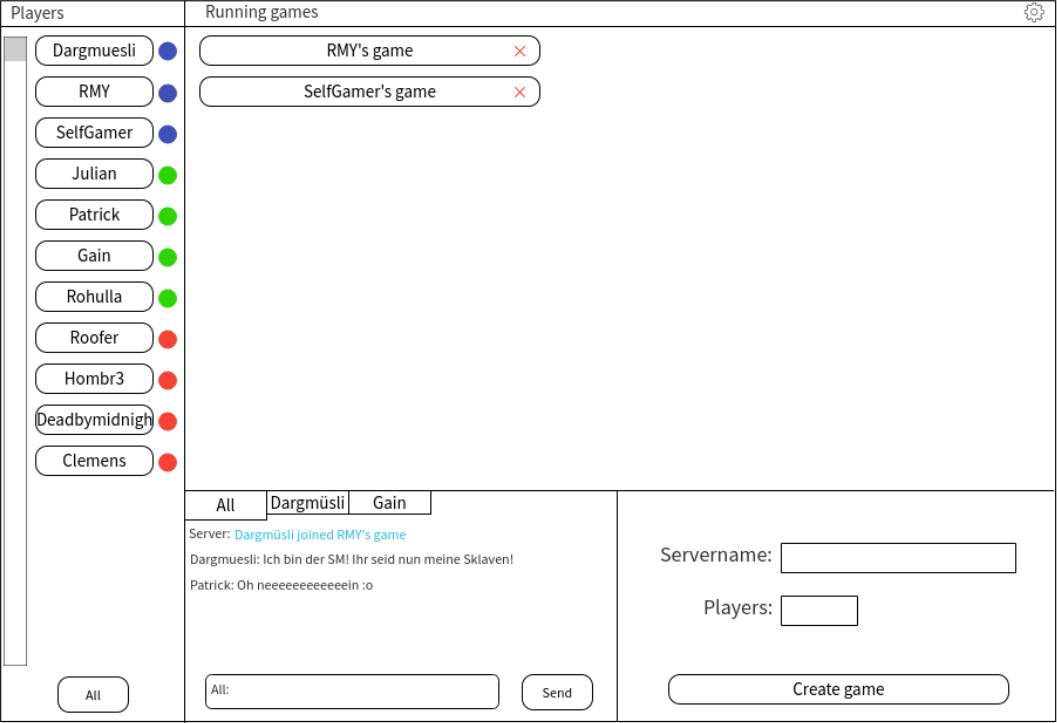 Players
Running games
Dargmuesli
RMY
SelfGamer
Julian
Patrick
Gain
Rohulla
Roofer
Hombr3
Deadbymidnigh
Clemens
All
RMY's game
SelfGamer's game
All
Dargmüsli
Gain
Server: Dargmüsli joined RMY's game
Dargmuesli: Ich bin der SM! Ihr seid nun meine Sklaven!
Patrick: Oh neeeeeeeeeeeein :o
All:
Send
Servername:
Players:
Create game